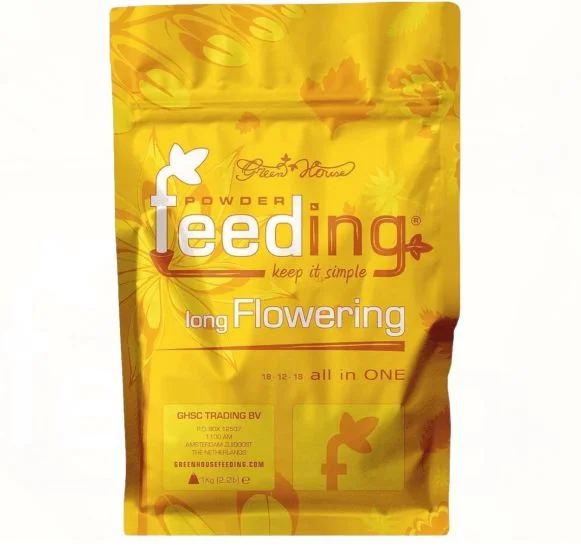 Green House
POWDER
feeding®
keep it simple
long Flowering
18-12-18 all in ONE
GHSC TRADING BV
P.O. BOX 12507
1100 AM
AMSTERDAM ZUIDOOST
THE NETHERLANDS
GREENHOUSEFEEDING.COM
1Kg (2.2lb) ℮
f